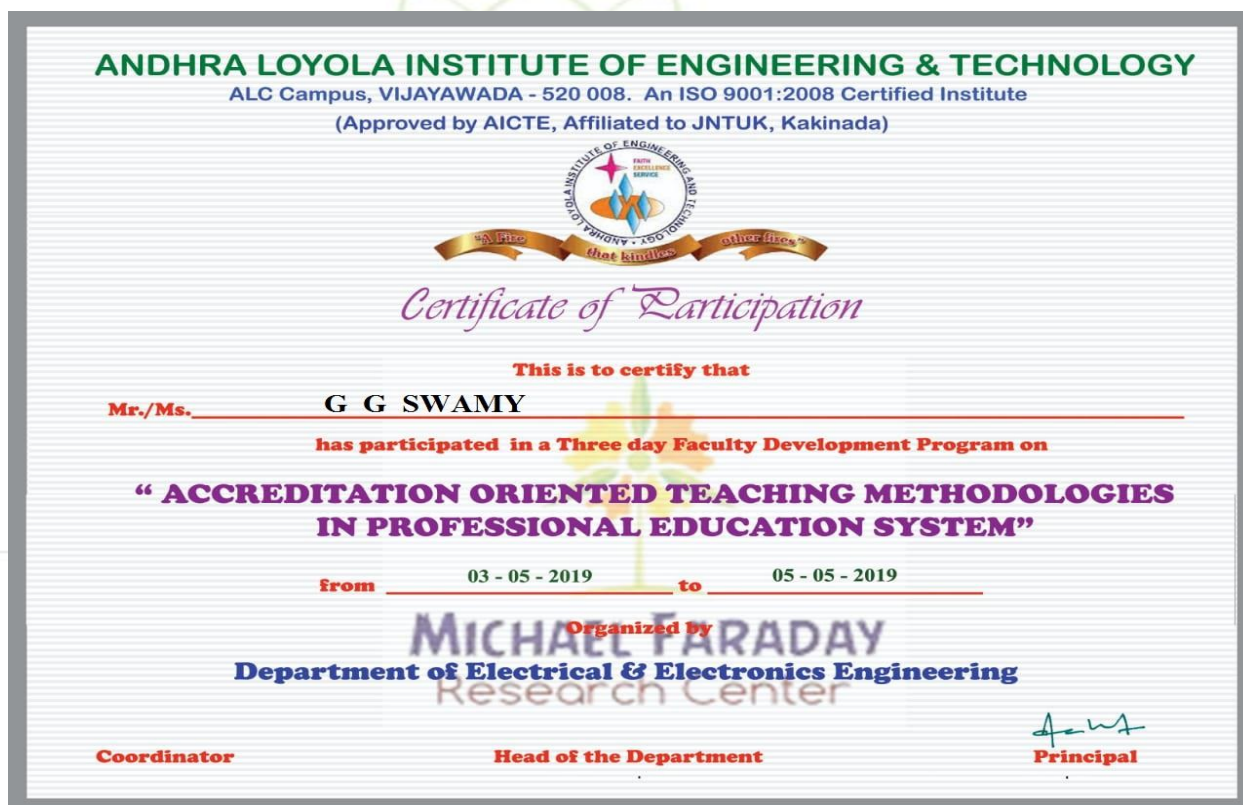 ANDHRA LOYOLA INSTITUTE OF ENGINEERING & TECHNOLOGY
ALC Campus, VIJAYAWADA - 520 008. An ISO 9001:2008 Certified Institute
(Approved by AICTE, Affiliated to JNTUK, Kakinada)
ANDHRA LOYOLA INSTITUTE OF ENGINEERING AND TECHNOLOGY
FAITH
EXCELLENCE
SERVICE
"A Fire
that kindles
other fires"
Certificate of Participation
This is to certify that
Mr./Ms. G G SWAMY
has participated in a Three day Faculty Development Program on
“ ACCREDITATION ORIENTED TEACHING METHODOLOGIES
IN PROFESSIONAL EDUCATION SYSTEM”
from 03 - 05 - 2019 to 05 - 05 - 2019
Organized by
MICHAEL FARADAY
Department of Electrical & Electronics Engineering
Research Center
Coordinator Head of the Department Principal